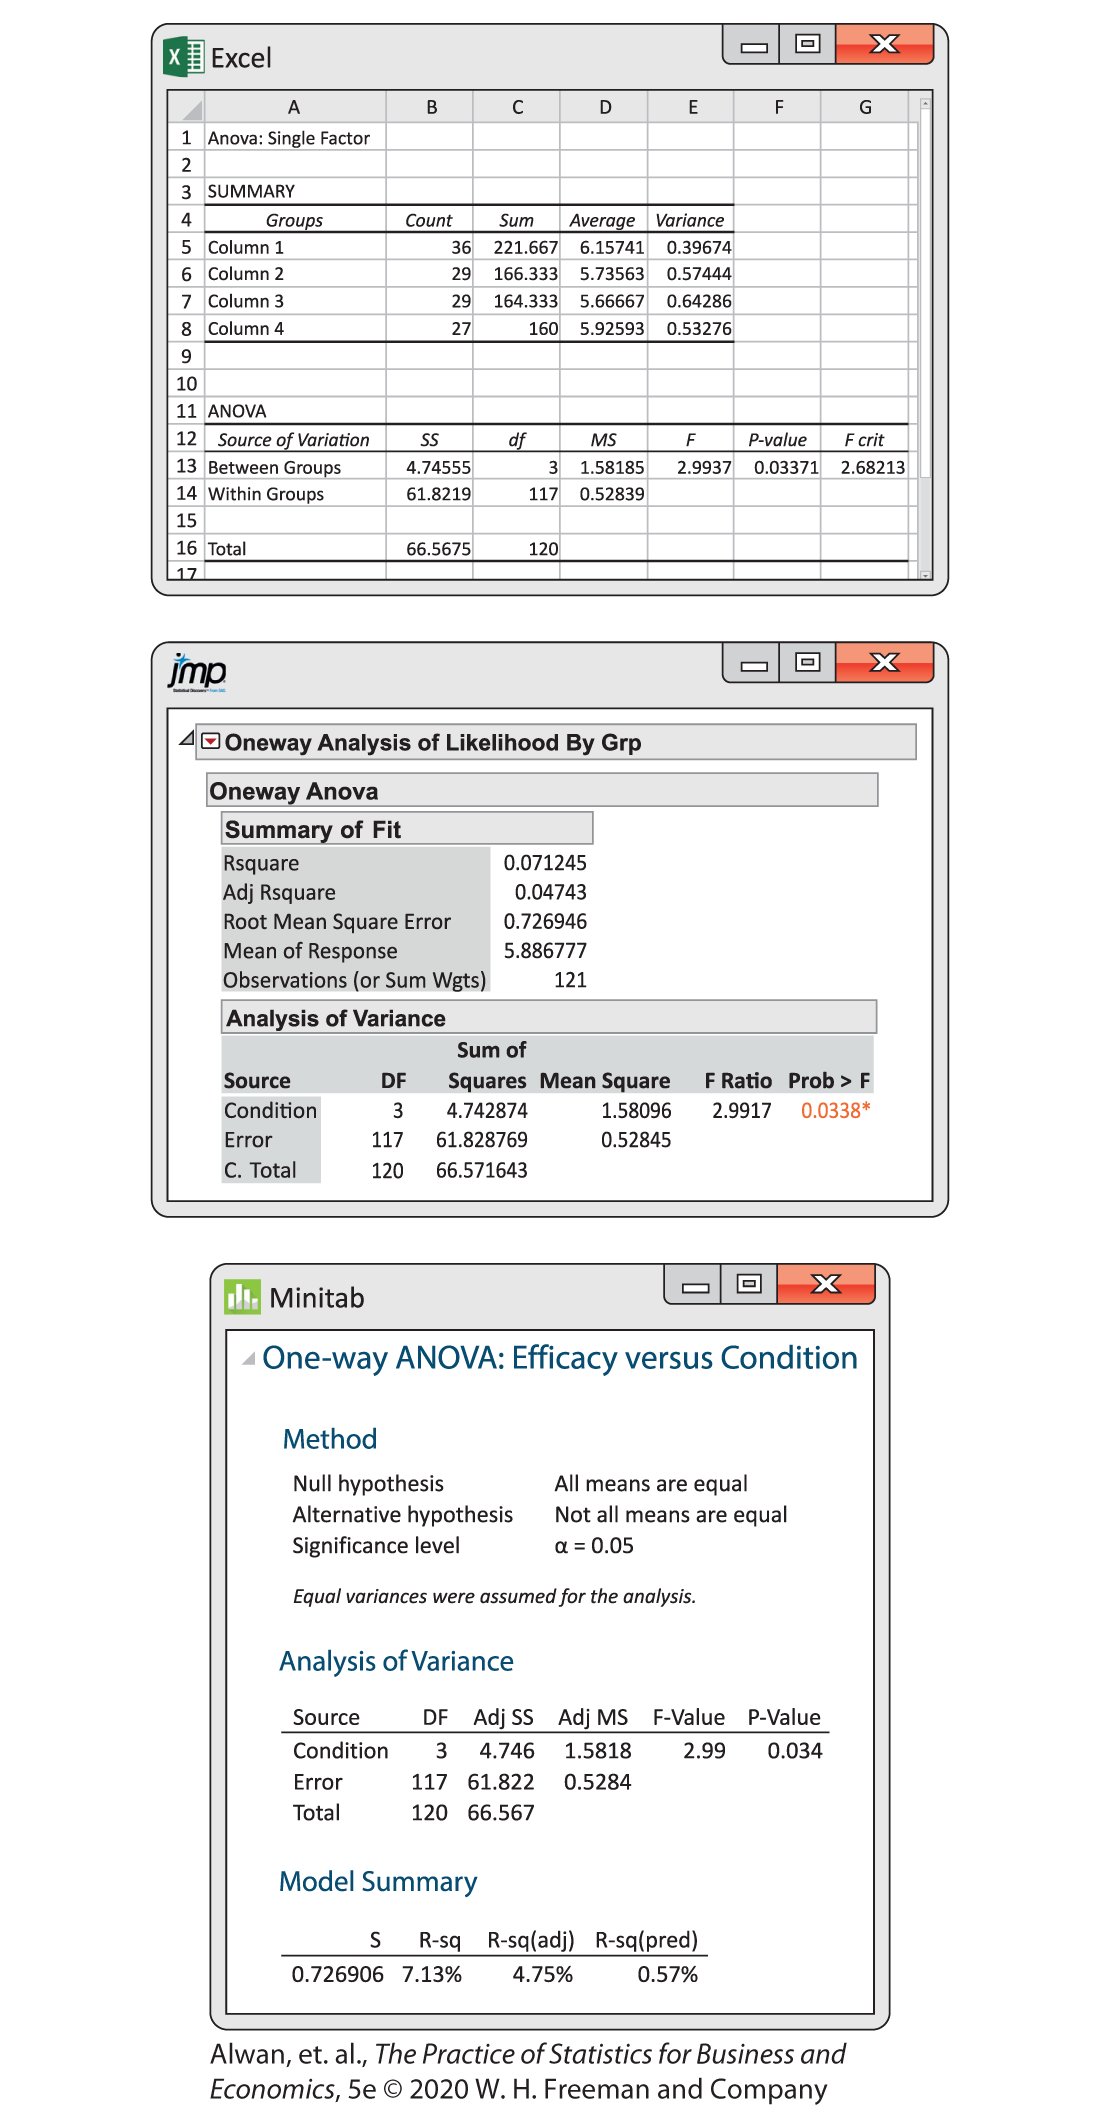 X Excel
A B C D E F G
1 Anova: Single Factor
2
3 SUMMARY
4 Groups Count Sum Average Variance
5 Column 1 36 221.667 6.15741 0.39674
6 Column 2 29 166.333 5.73563 0.57444
7 Column 3 29 164.333 5.66667 0.64286
8 Column 4 27 160 5.92593 0.53276
9
10
11 ANOVA
12 Source of Variation SS df MS F P-value F crit
13 Between Groups 4.74555 3 1.58185 2.9937 0.03371 2.68213
14 Within Groups 61.8219 117 0.52839
15
16 Total 66.5675 120
17
jmp
Statistical Discovery™ From SAS
Oneway Analysis of Likelihood By Grp
Oneway Anova
Summary of Fit
Rsquare 0.071245
Adj Rsquare 0.04743
Root Mean Square Error 0.726946
Mean of Response 5.886777
Observations (or Sum Wgts) 121
Analysis of Variance
Sum of
Source DF Squares Mean Square F Ratio Prob > F
Condition 3 4.742874 1.58096 2.9917 0.0338*
Error 117 61.828769 0.52845
C. Total 120 66.571643
Minitab
One-way ANOVA: Efficacy versus Condition
Method
Null hypothesis All means are equal
Alternative hypothesis Not all means are equal
Significance level α = 0.05
Equal variances were assumed for the analysis.
Analysis of Variance
Source DF Adj SS Adj MS F-Value P-Value
Condition 3 4.746 1.5818 2.99 0.034
Error 117 61.822 0.5284
Total 120 66.567
Model Summary
S R-sq R-sq(adj) R-sq(pred)
0.726906 7.13% 4.75% 0.57%
Alwan, et. al., The Practice of Statistics for Business and
Economics, 5e © 2020 W. H. Freeman and Company